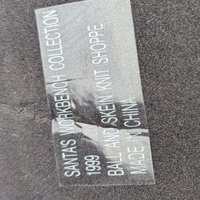 SANTAS WORKBENCH COLLECTION
1999
BALL AND SKEIN KNIT SHOPPE
MADE IN CHINA